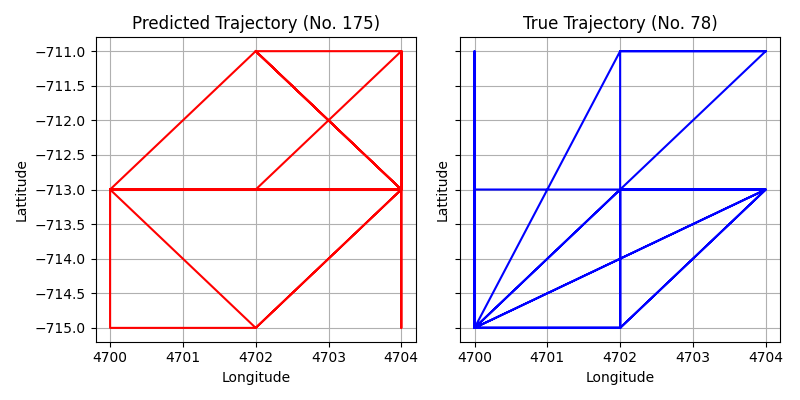 Predicted Trajectory (No. 175)
True Trajectory (No. 78)
−711.0
−711.5
−712.0
−712.5
−713.0
−713.5
−714.0
−714.5
−715.0
Lattitude
Lattitude
4700 4701 4702 4703 4704
4700 4701 4702 4703 4704
Longitude
Longitude